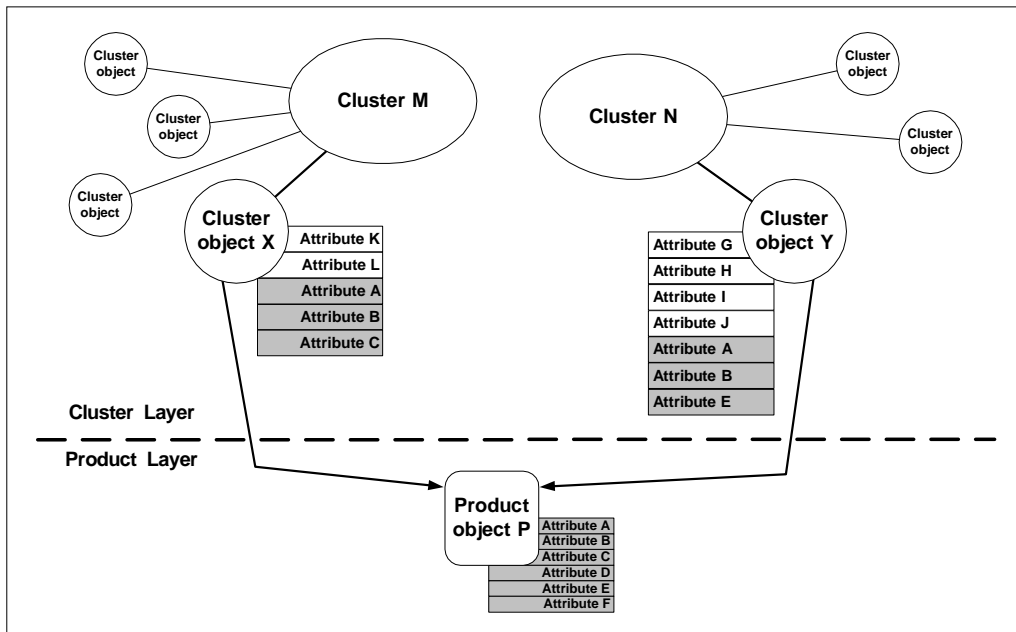 Cluster
object
Cluster
object
Cluster
object
Cluster M
Cluster
object X
Attribute K
Attribute L
Attribute A
Attribute B
Attribute C
Cluster N
Cluster
object
Cluster
object
Cluster
object Y
Attribute G
Attribute H
Attribute I
Attribute J
Attribute A
Attribute B
Attribute E
Cluster Layer
Product Layer
Product
object P
Attribute A
Attribute B
Attribute C
Attribute D
Attribute E
Attribute F